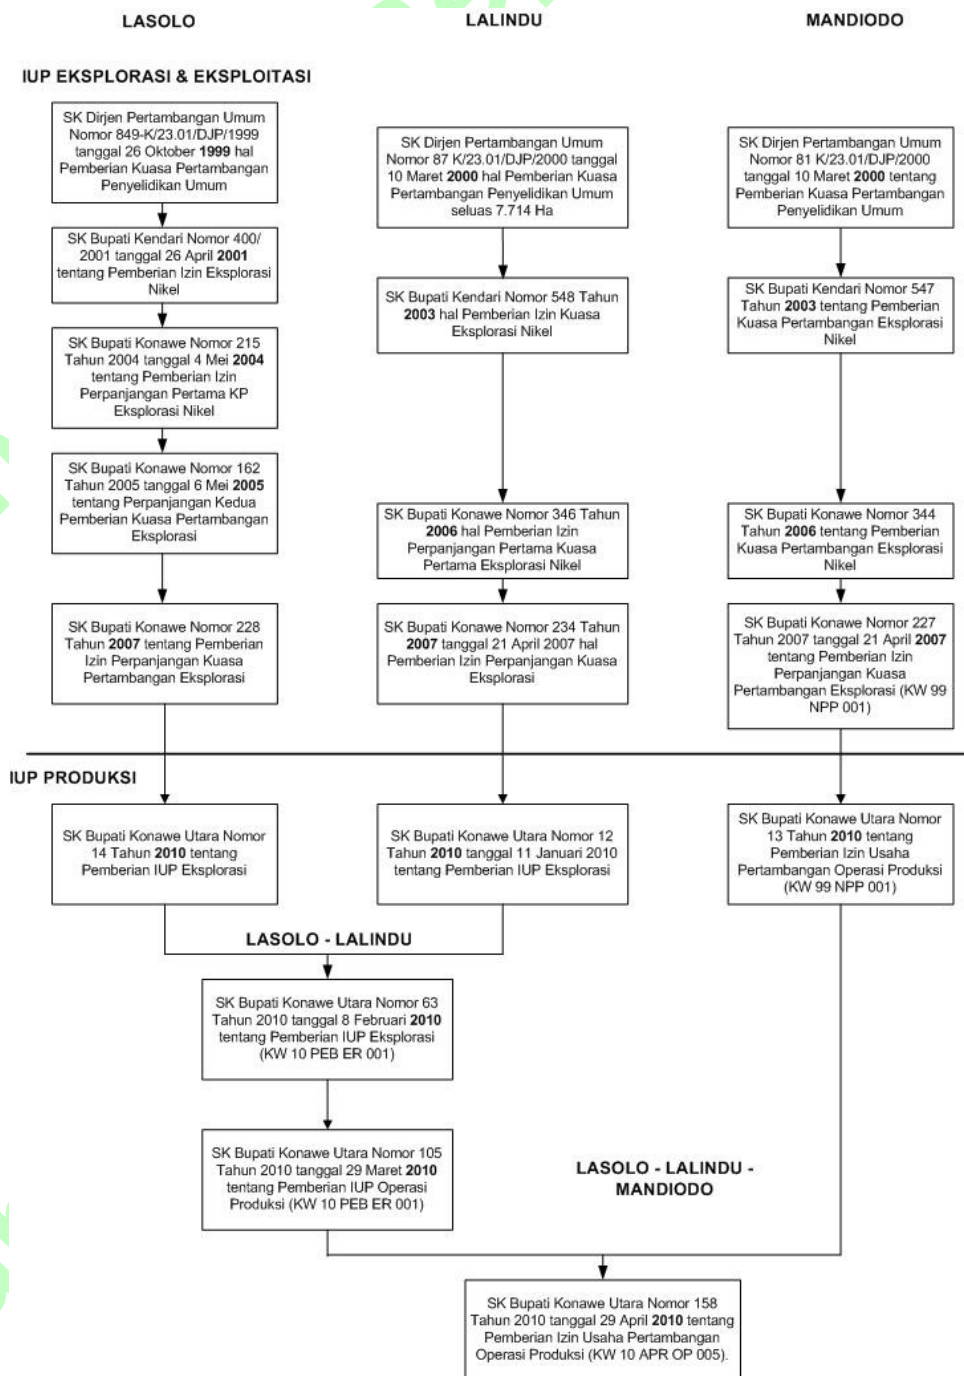 LASOLO
LALINDU
MANDIODO
IUP EKSPLORASI & EKSPLOITASI
SK Dirjen Pertambangan Umum
Nomor 849-K/23.01/DJP/1999
tanggal 26 Oktober 1999 hal
Pemberian Kuasa Pertambangan
Penyelidikan Umum
SK Dirjen Pertambangan Umum
Nomor 87 K/23.01/DJP/2000 tanggal
10 Maret 2000 hal Pemberian Kuasa
Pertambangan Penyelidikan Umum
seluas 7.714 Ha
SK Dirjen Pertambangan Umum
Nomor 81 K/23.01/DJP/2000
tanggal 10 Maret 2000 tentang
Pemberian Kuasa Pertambangan
Penyelidikan Umum
SK Bupati Kendari Nomor 400/
2001 tanggal 26 April 2001
tentang Pemberian Izin Eksplorasi
Nikel
SK Bupati Kendari Nomor 548 Tahun
2003 hal Pemberian Izin Kuasa
Eksplorasi Nikel
SK Bupati Kendari Nomor 547
Tahun 2003 tentang Pemberian
Kuasa Pertambangan Eksplorasi
Nikel
SK Bupati Konawe Nomor 215
Tahun 2004 tanggal 4 Mei 2004
tentang Pemberian Izin
Perpanjangan Pertama KP
Eksplorasi Nikel
SK Bupati Konawe Nomor 162
Tahun 2005 tanggal 6 Mei 2005
tentang Perpanjangan Kedua
Pemberian Kuasa Pertambangan
Eksplorasi
SK Bupati Konawe Nomor 346 Tahun
2006 hal Pemberian Izin
Perpanjangan Pertama Kuasa
Pertama Eksplorasi Nikel
SK Bupati Konawe Nomor 344
Tahun 2006 tentang Pemberian
Kuasa Pertambangan Eksplorasi
Nikel
SK Bupati Konawe Nomor 228
Tahun 2007 tentang Pemberian
Izin Perpanjangan Kuasa
Pertambangan Eksplorasi
SK Bupati Konawe Nomor 234 Tahun
2007 tanggal 21 April 2007 hal
Pemberian Izin Perpanjangan Kuasa
Eksplorasi
SK Bupati Konawe Nomor 227
Tahun 2007 tanggal 21 April 2007
tentang Pemberian Izin
Perpanjangan Kuasa
Pertambangan Eksplorasi (KW 99
NPP 001)
IUP PRODUKSI
SK Bupati Konawe Utara Nomor
14 Tahun 2010 tentang
Pemberian IUP Eksplorasi
SK Bupati Konawe Utara Nomor 12
Tahun 2010 tanggal 11 Januari 2010
tentang Pemberian IUP Eksplorasi
SK Bupati Konawe Utara Nomor
13 Tahun 2010 tentang
Pemberian Izin Usaha
Pertambangan Operasi Produksi
(KW 99 NPP 001)
LASOLO - LALINDU
SK Bupati Konawe Utara Nomor 63
Tahun 2010 tanggal 8 Februari 2010
tentang Pemberian IUP Eksplorasi
(KW 10 PEB ER 001)
SK Bupati Konawe Utara Nomor 105
Tahun 2010 tanggal 29 Maret 2010
tentang Pemberian IUP Operasi
Produksi (KW 10 PEB ER 001)
LASOLO - LALINDU -
MANDIODO
SK Bupati Konawe Utara Nomor 158
Tahun 2010 tanggal 29 April 2010 tentang
Pemberian Izin Usaha Pertambangan
Operasi Produksi (KW 10 APR OP 005).